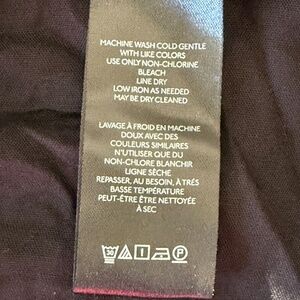 MACHINE WASH COLD GENTLE
WITH LIKE COLORS
USE ONLY NON-CHLORINE
BLEACH
LINE DRY
LOW IRON AS NEEDED
MAY BE DRY CLEANED
LAVAGE À FROID EN MACHINE
DOUX AVEC DES
COULEURS SIMILAIRES
N'UTILISER QUE DU
NON-CHLORE BLANCHIR
LIGNE SÈCHE
REPASSER, AU BESOIN, À TRÉS
BASSE TEMPÉRATURE
PEUT-ÊTRE ÊTRE NETTOYÉE
À SEC
30 P